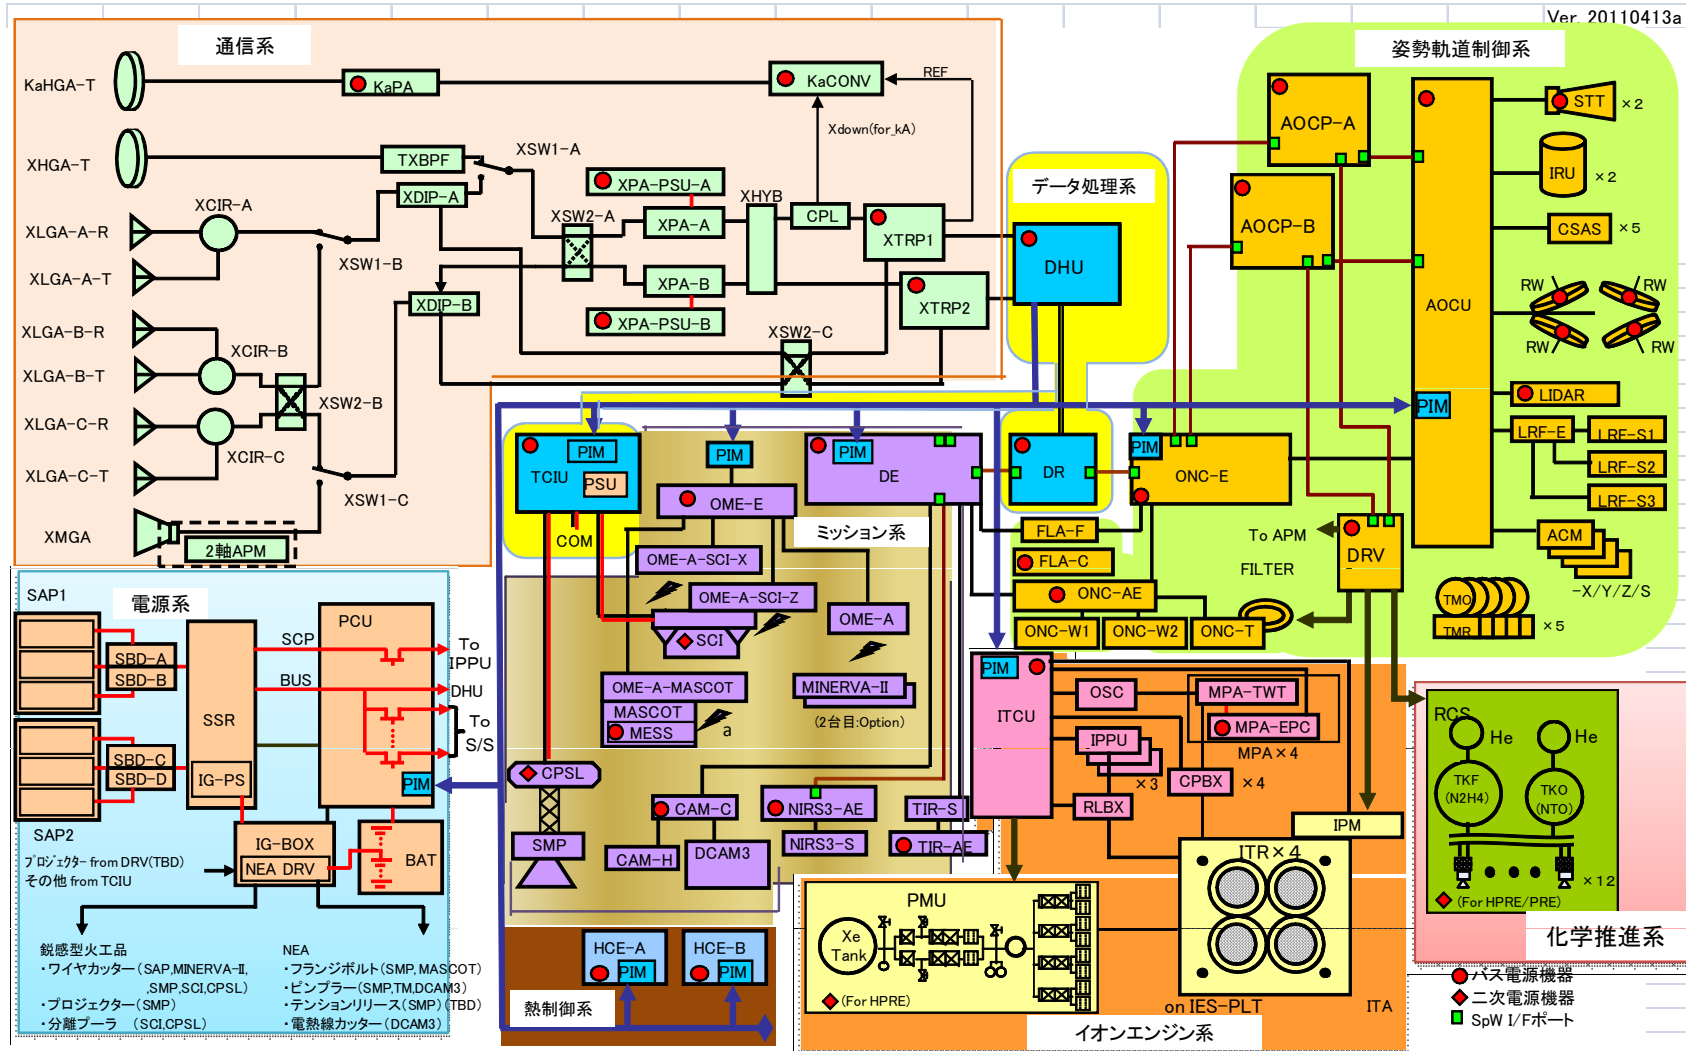 Ver. 20110413a
通信系
KaHGA-T
KaPA
KaCONV
REF
Xdown(for_kA)
XHGA-T
TXBPF
XSW1-A
XDIP-A
XPA-PSU-A
XHYB
XSW2-A
XPA-A
CPL
XTRP1
XCIR-A
XLGA-A-R
XSW1-B
XLGA-A-T
XPA-B
XDIP-B
XTRP2
XPA-PSU-B
XLGA-B-R
XSW2-C
XCIR-B
XLGA-B-T
XSW2-B
XLGA-C-R
XCIR-C
XLGA-C-T
XSW1-C
XMGA
2軸APM
データ処理系
DHU
TCIU
PIM
PSU
COM
DR
姿勢軌道制御系
AOCP-A
AOCP-B
AOCU
PIM
STT
×2
IRU
×2
CSAS
×5
RW
RW
RW
RW
LIDAR
LRF-E
LRF-S1
LRF-S2
LRF-S3
ACM
-X/Y/Z/S
TMO
TMR
×5
PIM
ONC-E
To APM
DRV
FILTER
FLA-F
FLA-C
ONC-AE
ONC-W1
ONC-W2
ONC-T
ミッション系
PIM
OME-E
PIM
DE
OME-A-SCI-X
OME-A-SCI-Z
SCI
OME-A
OME-A-MASCOT
MASCOT
MESS
a
MINERVA-II
(2台目:Option)
CPSL
SMP
CAM-C
CAM-H
DCAM3
NIRS3-AE
NIRS3-S
TIR-S
TIR-AE
電源系
SAP1
SBD-A
SBD-B
SSR
SCP
BUS
PCU
To
IPPU
DHU
To
S/S
SBD-C
SBD-D
IG-PS
PIM
SAP2
IG-BOX
NEA DRV
BAT
プロジェクター from DRV(TBD)
その他 from TCIU
鋭感型火工品
・ワイヤカッター(SAP,MINERVA-II,
,SMP,SCI,CPSL)
・プロジェクター(SMP)
・分離プーラ (SCI,CPSL)
NEA
・フランジボルト(SMP,MASCOT)
・ピンプラー(SMP,TM,DCAM3)
・テンションリリース(SMP)(TBD)
・電熱線カッター(DCAM3)
HCE-A
PIM
HCE-B
PIM
熱制御系
PIM
ITCU
OSC
MPA-TWT
MPA-EPC
MPA×4
IPPU
×3
CPBX
×4
RLBX
IPM
ITR×4
PMU
Xe
Tank
(For HPRE)
on IES-PLT
ITA
イオンエンジン系
RCS
He
He
TKF
(N2H4)
TKO
(NTO)
×12
(For HPRE/PRE)
化学推進系
バス電源機器
二次電源機器
SpW I/Fポート